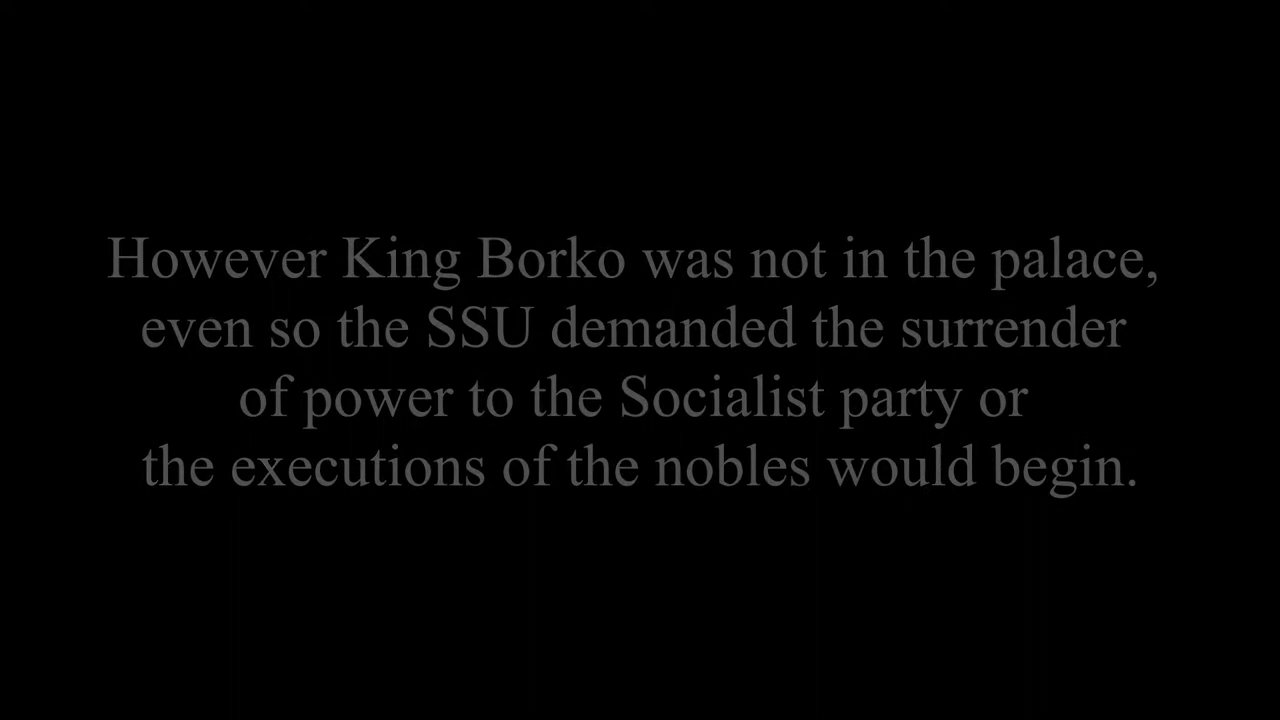 However King Borko was not in the palace,
even so the SSU demanded the surrender
of power to the Socialist party or
the executions of the nobles would begin.